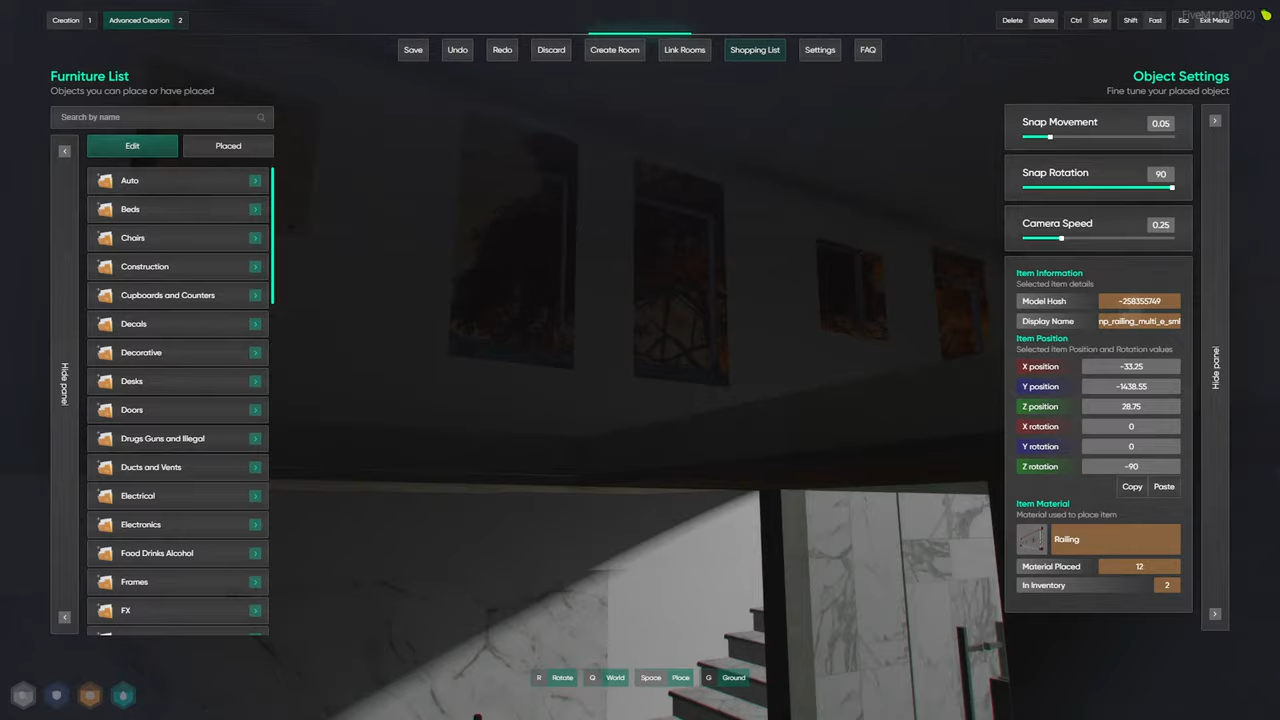 Creation 1 Advanced Creation 2
Delete Delete Ctrl Slow Shift Fast Esc Exit Menu
FiveM* (b2802)
Save Undo Redo Discard Create Room Link Rooms Shopping List Settings FAQ
Furniture List
Objects you can place or have placed
Search by name
Edit Placed
Hide panel
Auto
Beds
Chairs
Construction
Cupboards and Counters
Decals
Decorative
Desks
Doors
Drugs Guns and Illegal
Ducts and Vents
Electrical
Electronics
Food Drinks Alcohol
Frames
FX
Object Settings
Fine tune your placed object
Snap Movement 0.05
Snap Rotation 90
Camera Speed 0.25
Item Information
Selected item details
Model Hash -258355749
Display Name np_railing_multi_e_sml
Item Position
Selected item Position and Rotation values
X position -33.25
Y position -1438.55
Z position 28.75
X rotation 0
Y rotation 0
Z rotation -90
Copy Paste
Item Material
Material used to place item
Railing
Material Placed 12
In Inventory 2
Hide panel
R Rotate Q World Space Place G Ground